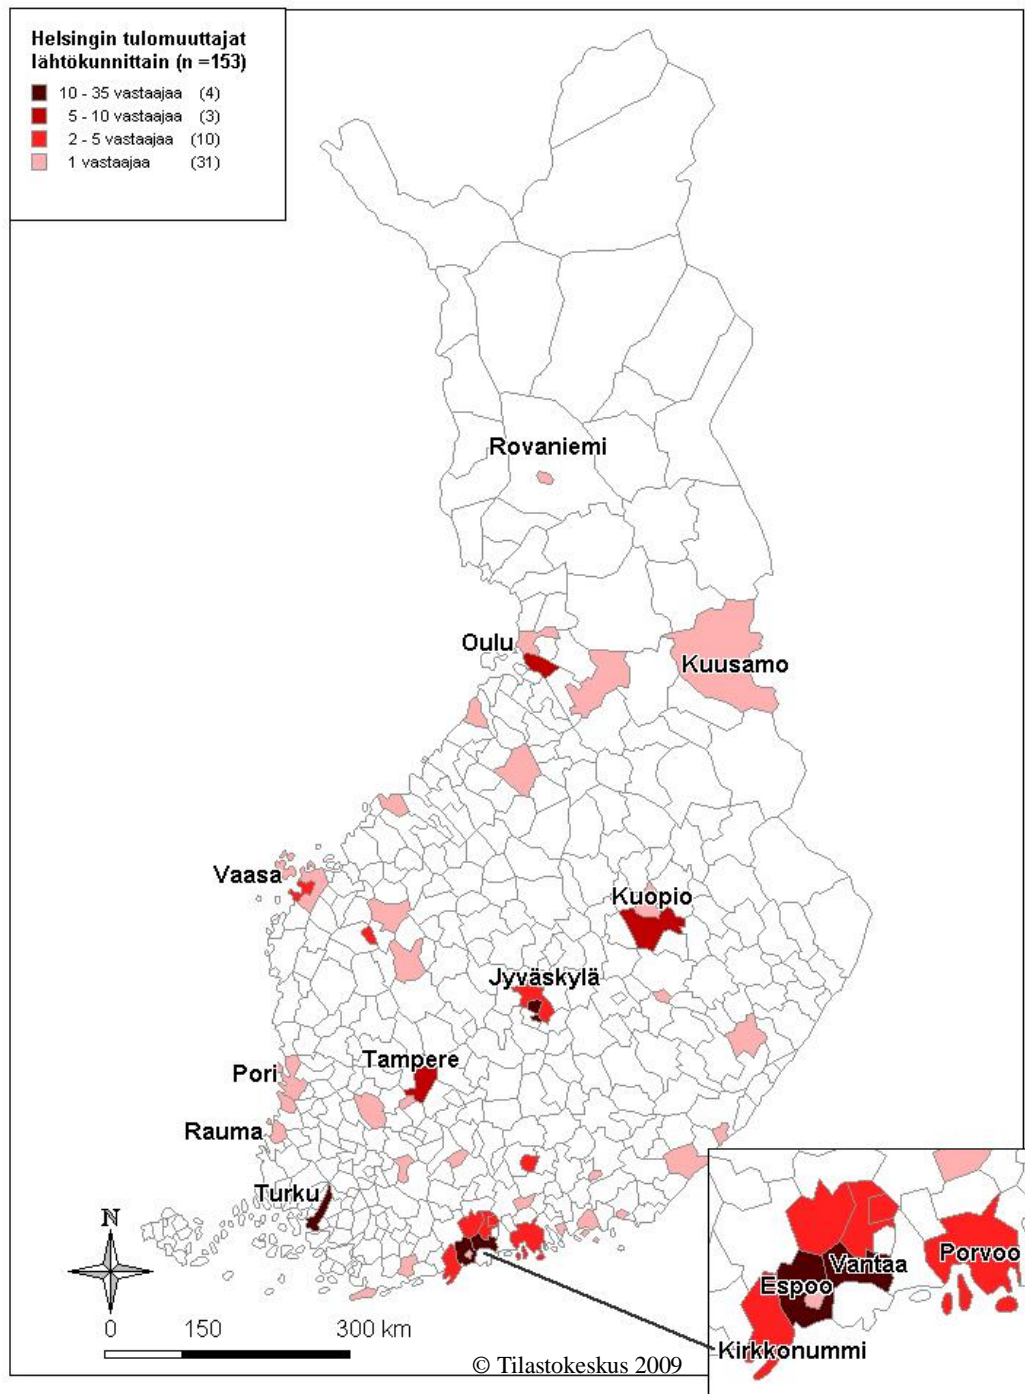 Helsingin tulomuuttajat
lähtökunnittain (n =153)
10 - 35 vastaajaa (4)
5 - 10 vastaajaa (3)
2 - 5 vastaajaa (10)
1 vastaajaa (31)
Rovaniemi
Oulu
Kuusamo
Vaasa
Kuopio
Jyväskylä
Tampere
Pori
Rauma
Turku
N
Vantaa
Porvoo
Espoo
Kirkkonummi
0 150 300 km
© Tilastokeskus 2009